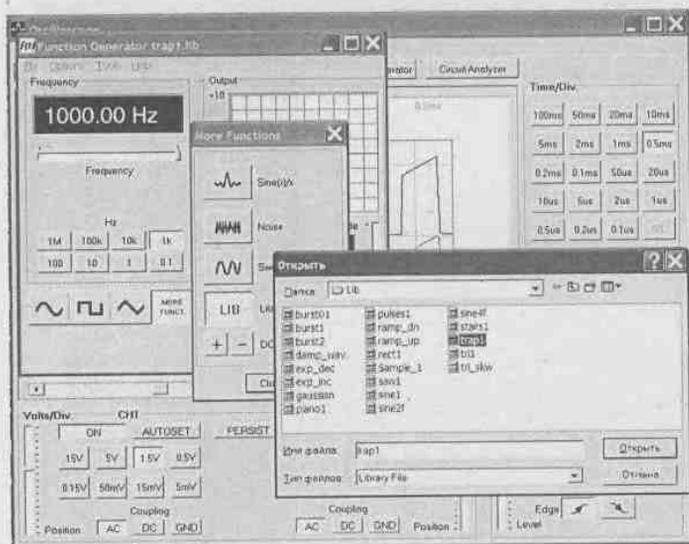 Oscilloscope
Function Generator trap1.lib
Frequency
Output
+10
1000.00 Hz
Frequency
Hz
1M 100k 10k 1k
100 10 1 0.1
MORE FUNCT.
More Functions
Sine(x)/x
Noise
LIB
+ -
Circuit Analyzer
0.5ms
Time/Div.
100ms 50ms 20ms 10ms
5ms 2ms 1ms 0.5ms
0.2ms 0.1ms 50us 20us
10us 5us 2us 1us
0.5us 0.2us 0.1us
Открыть
Папка: Lib
burst01 pulses1 sine4f
burst1 ramp_dn stairs1
burst2 ramp_up trap1
damp_wav. rect1 tri1
exp_dec Sample_1 tri_skw
exp_inc saw1
gaussian sine1
piano1 sine2f
Имя файла: trap1 Открыть
Тип файлов: Library File Отмена
Volts/Div. CH1
ON AUTOSET PERSIST
15V 5V 1.5V 0.5V
0.15V 50mV 15mV 5mV
Coupling
Position AC DC GND
Coupling
AC DC GND Position
Edge
Level